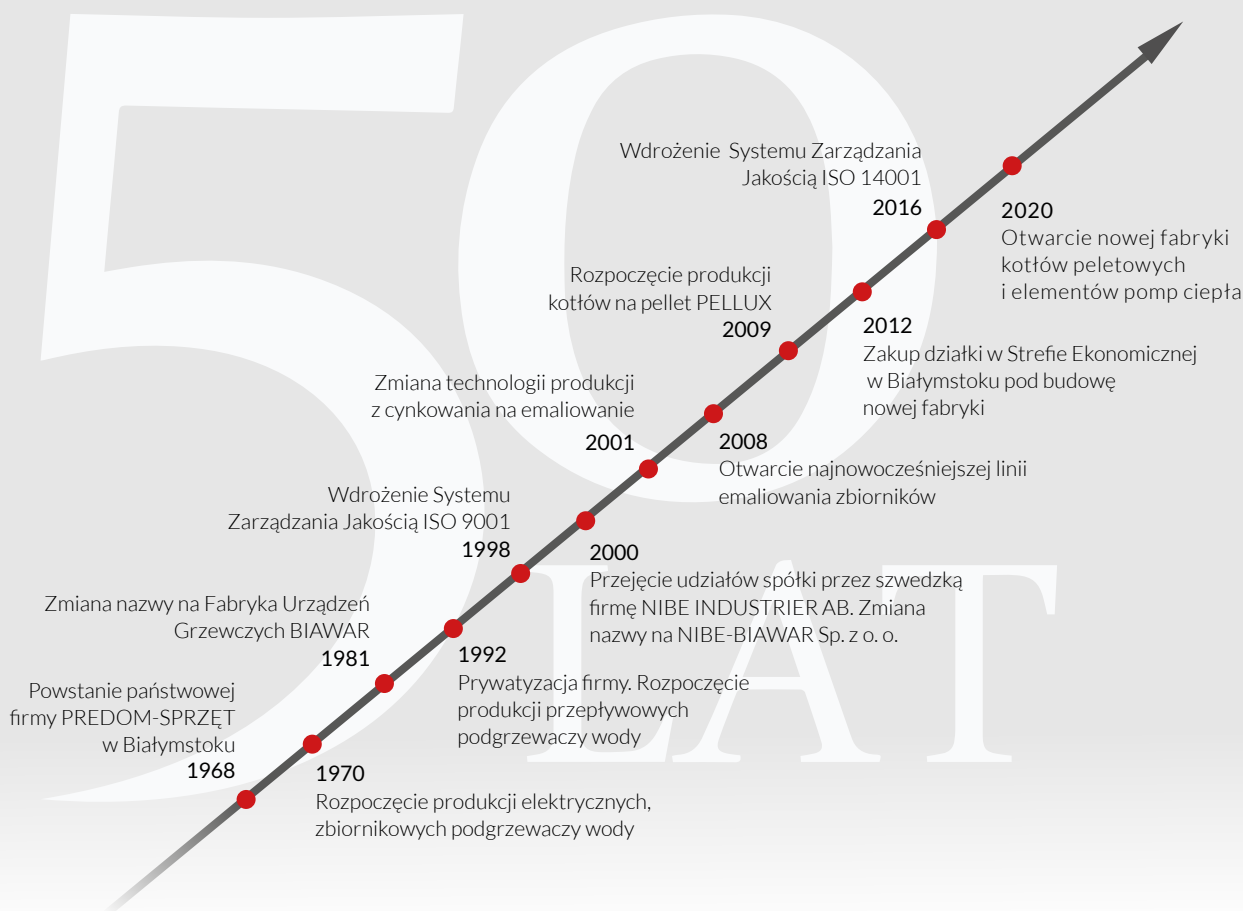 50
LAT
Wdrożenie Systemu Zarządzania
Jakością ISO 14001
2016
2020
Otwarcie nowej fabryki
kotłów peletowych
i elementów pomp ciepła
Rozpoczęcie produkcji
kotłów na pellet PELLUX
2009
2012
Zakup działki w Strefie Ekonomicznej
w Białymstoku pod budowę
nowej fabryki
Zmiana technologii produkcji
z cynkowania na emaliowanie
2001
2008
Otwarcie najnowocześniejszej linii
emaliowania zbiorników
Wdrożenie Systemu
Zarządzania Jakością ISO 9001
1998
2000
Przejęcie udziałów spółki przez szwedzką
firmę NIBE INDUSTRIER AB. Zmiana
nazwy na NIBE-BIAWAR Sp. z o. o.
Zmiana nazwy na Fabryka Urządzeń
Grzewczych BIAWAR
1981
1992
Prywatyzacja firmy. Rozpoczęcie
produkcji przepływowych
podgrzewaczy wody
Powstanie państwowej
firmy PREDOM-SPRZĘT
w Białymstoku
1968
1970
Rozpoczęcie produkcji elektrycznych,
zbiornikowych podgrzewaczy wody